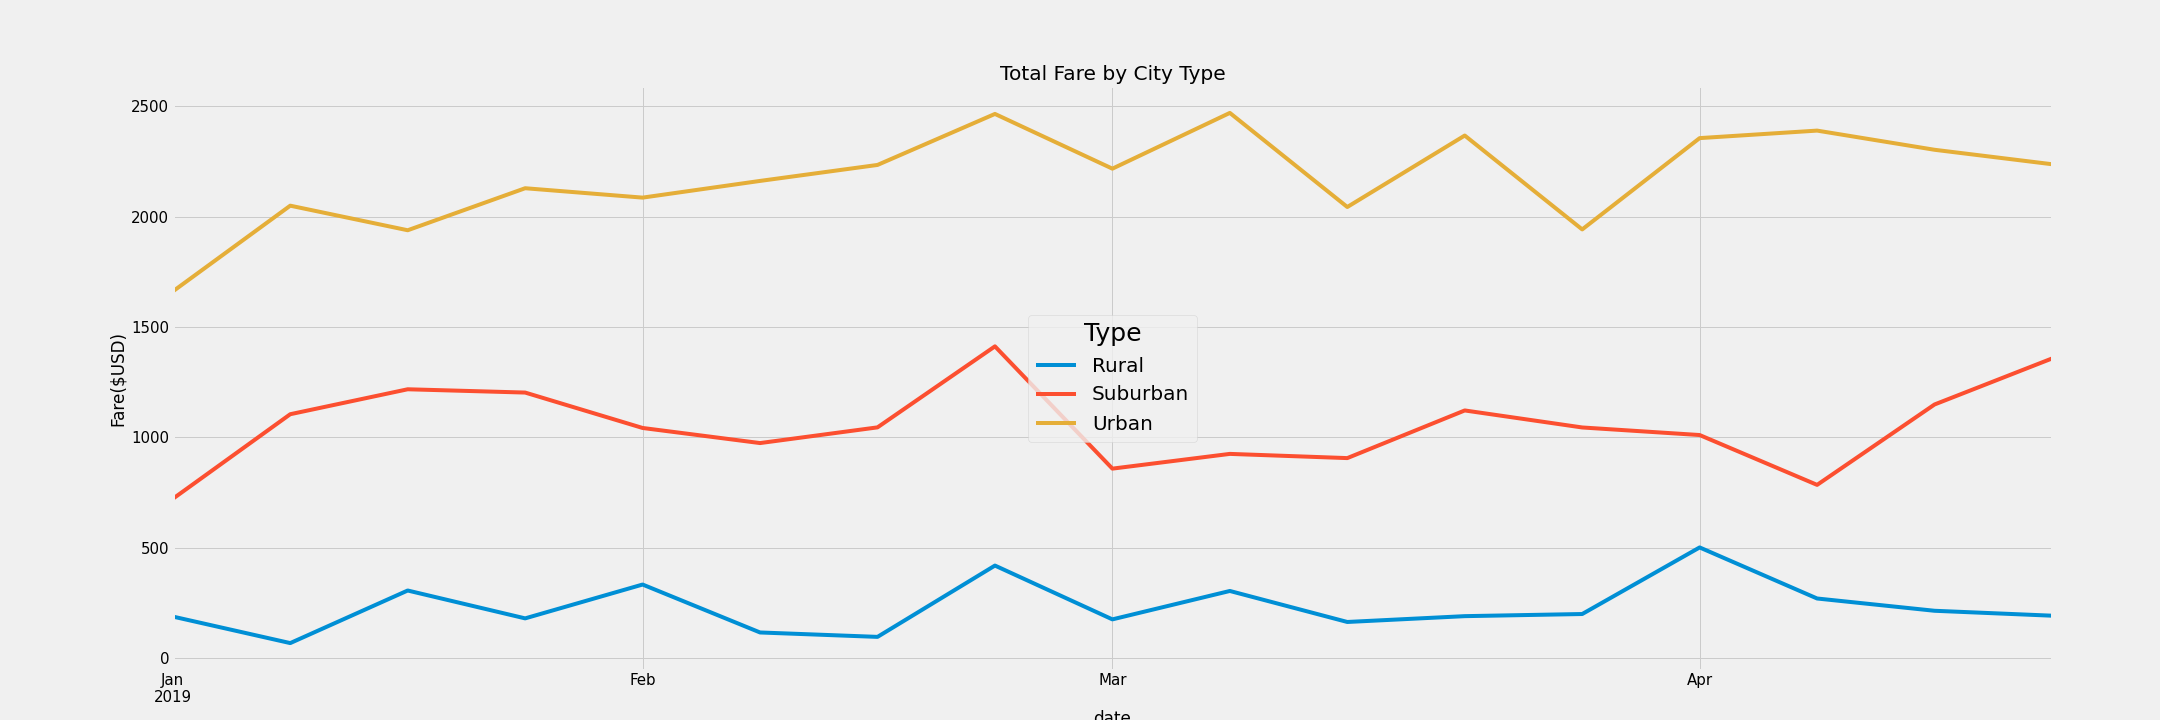 Total Fare by City Type
2500
2000
1500
1000
500
0
Fare($USD)
Type
Rural
Suburban
Urban
Jan
2019
Feb
Mar
Apr
date